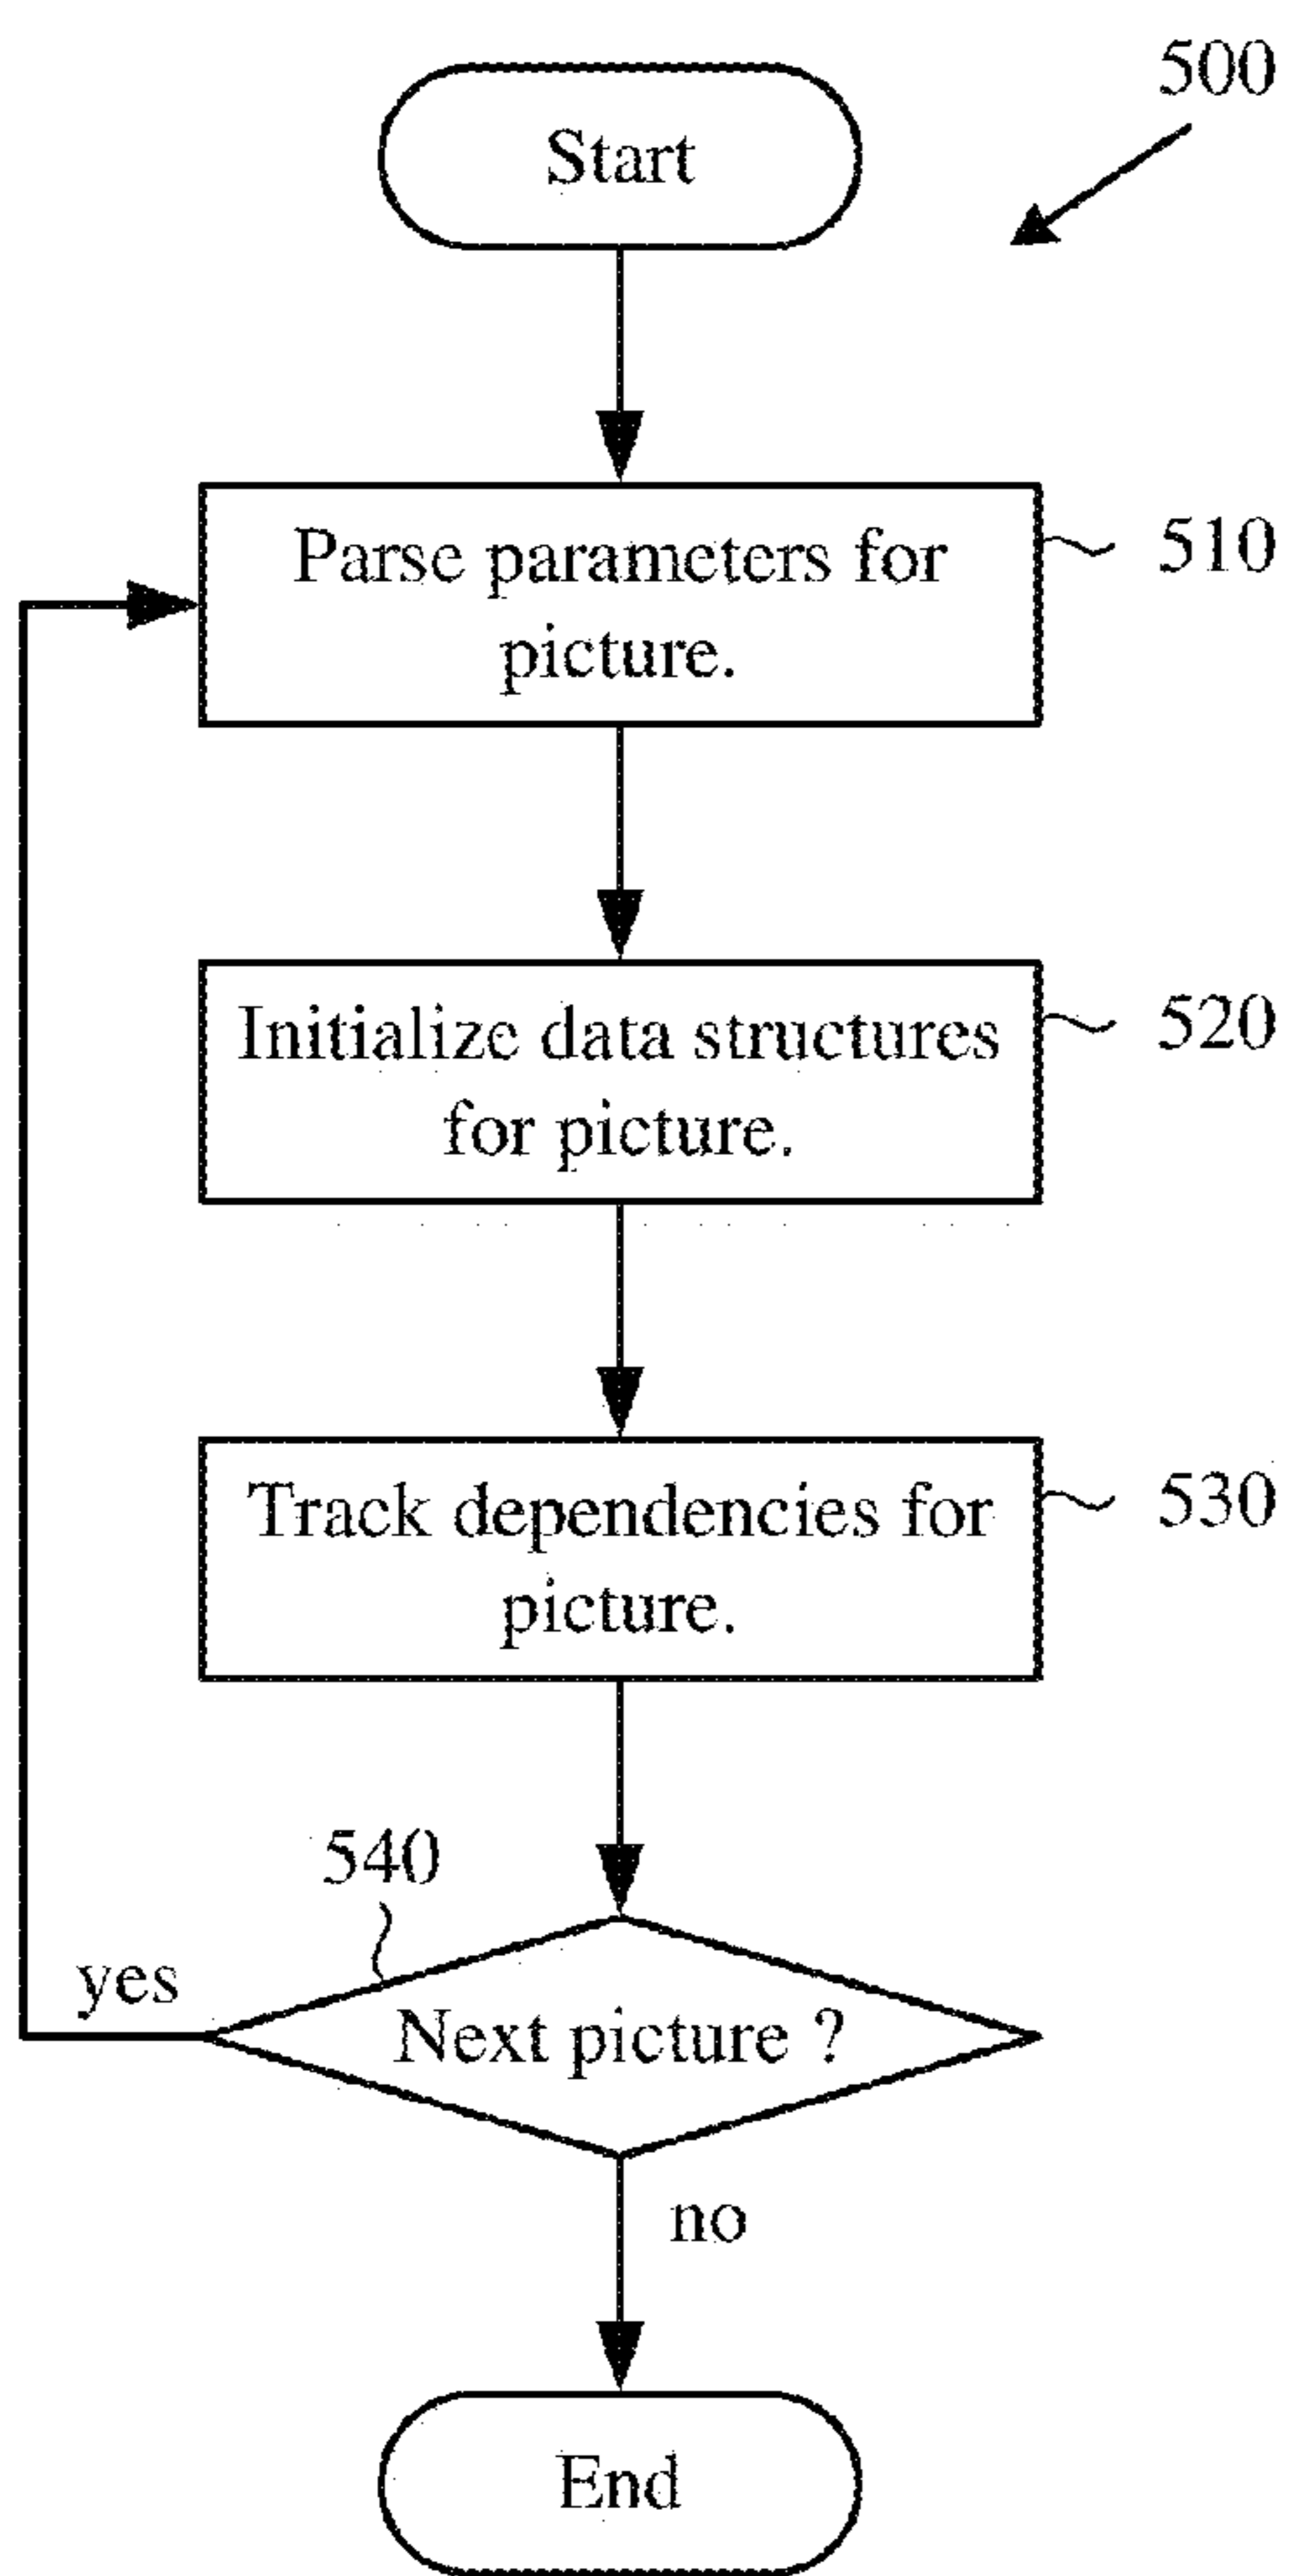 500
Start
Parse parameters for
picture.
510
Initialize data structures
for picture.
520
Track dependencies for
picture.
530
540
yes
Next picture ?
no
End